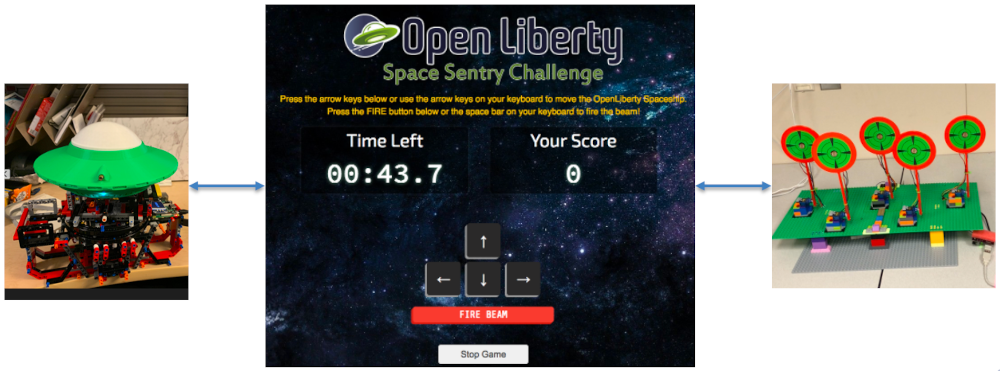 Open Liberty
Space Sentry Challenge
Press the arrow keys below or use the arrow keys on your keyboard to move the OpenLiberty Spaceship.
Press the FIRE button below or the space bar on your keyboard to fire the beam!
Time Left
Your Score
00:43.7
0
↑
← ↓ →
FIRE BEAM
Stop Game